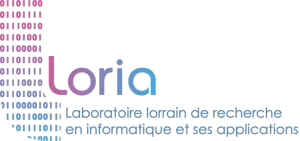 Loria
Laboratoire lorrain de recherche
en informatique et ses applications